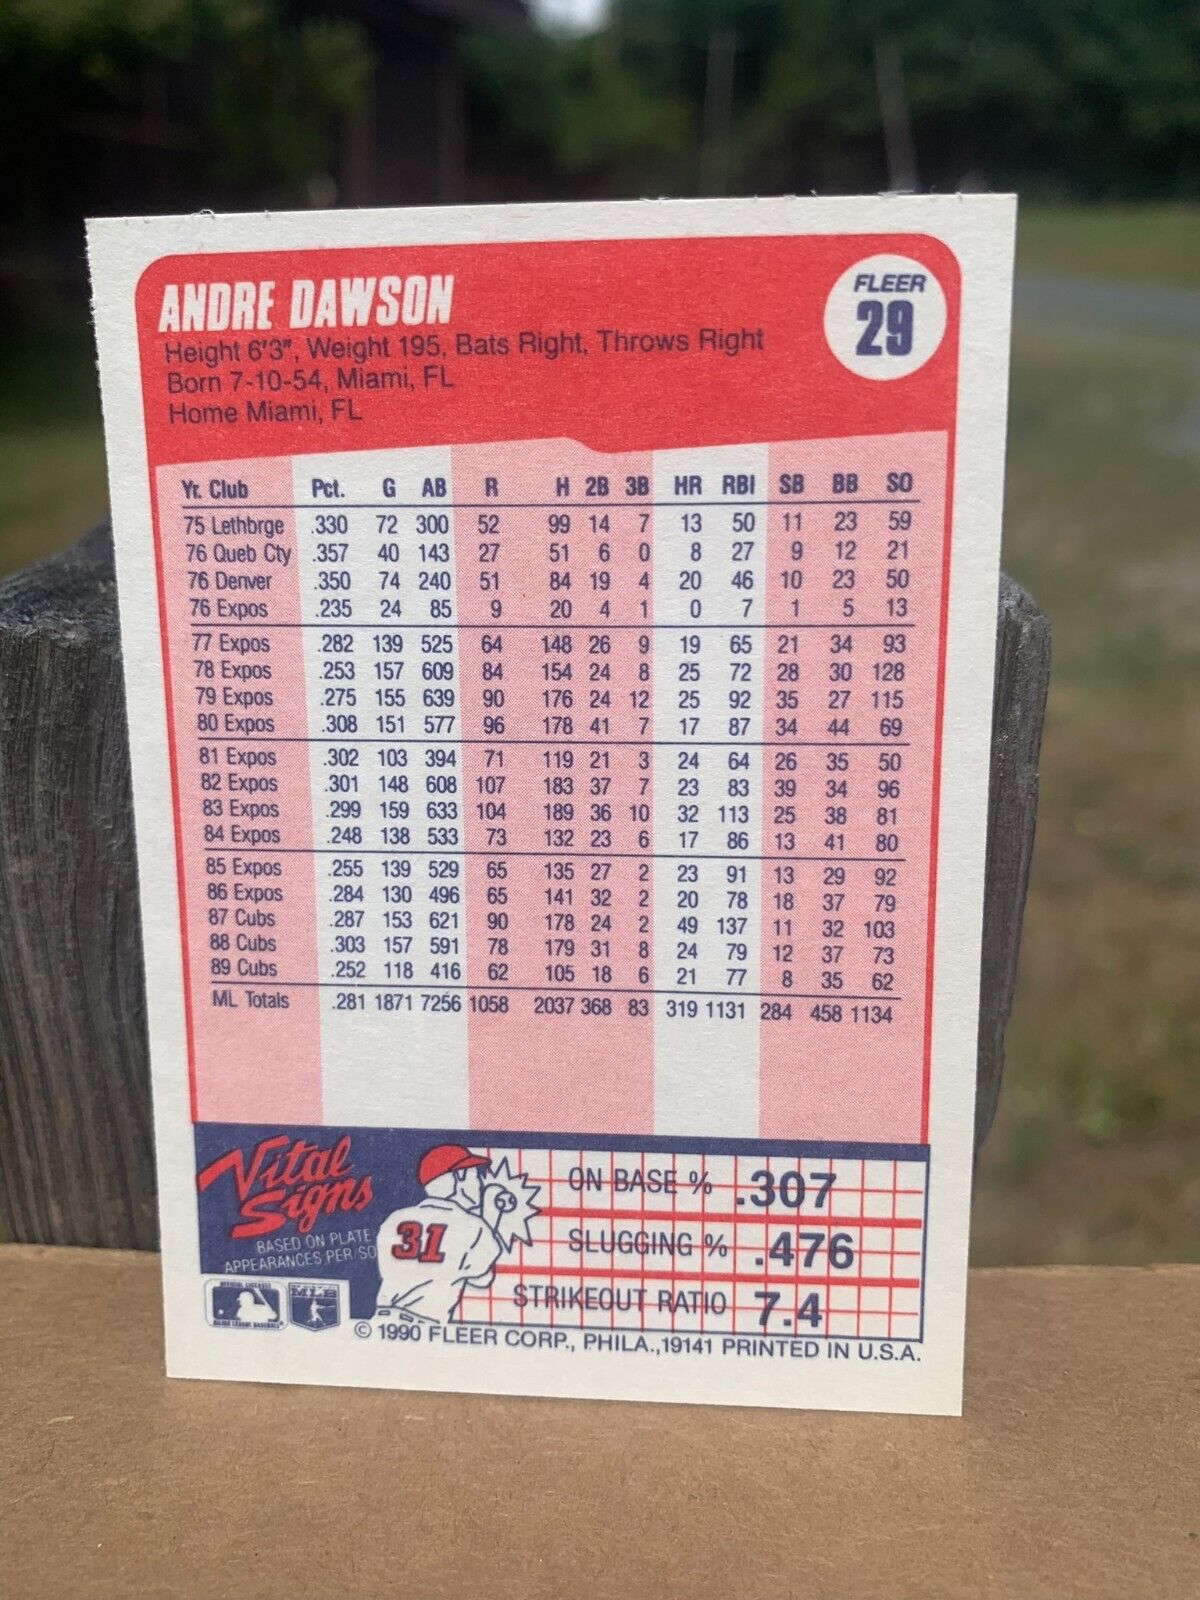 ANDRE DAWSON
FLEER
29
Height 6'3", Weight 195, Bats Right, Throws Right
Born 7-10-54, Miami, FL
Home Miami, FL
Yr. Club Pct. G AB R H 2B 3B HR RBI SB BB SO
75 Lethbrge .330 72 300 52 99 14 7 13 50 11 23 59
76 Queb Cty .357 40 143 27 51 6 0 8 27 9 12 21
76 Denver .350 74 240 51 84 19 4 20 46 10 23 50
76 Expos .235 24 85 9 20 4 1 0 7 1 5 13
77 Expos .282 139 525 64 148 26 9 19 65 21 34 93
78 Expos .253 157 609 84 154 24 8 25 72 28 30 128
79 Expos .275 155 639 90 176 24 12 25 92 35 27 115
80 Expos .308 151 577 96 178 41 7 17 87 34 44 69
81 Expos .302 103 394 71 119 21 3 24 64 26 35 50
82 Expos .301 148 608 107 183 37 7 23 83 39 34 96
83 Expos .299 159 633 104 189 36 10 32 113 25 38 81
84 Expos .248 138 533 73 132 23 6 17 86 13 41 80
85 Expos .255 139 529 65 135 27 2 23 91 13 29 92
86 Expos .284 130 496 65 141 32 2 20 78 18 37 79
87 Cubs .287 153 621 90 178 24 2 49 137 11 32 103
88 Cubs .303 157 591 78 179 31 8 24 79 12 37 73
89 Cubs .252 118 416 62 105 18 6 21 77 8 35 62
ML Totals .281 1871 7256 1058 2037 368 83 319 1131 284 458 1134
Vital
Signs
BASED ON PLATE
APPEARANCES PER/SO
31
ON BASE % .307
SLUGGING % .476
STRIKEOUT RATIO 7.4
© 1990 FLEER CORP., PHILA., 19141 PRINTED IN U.S.A.